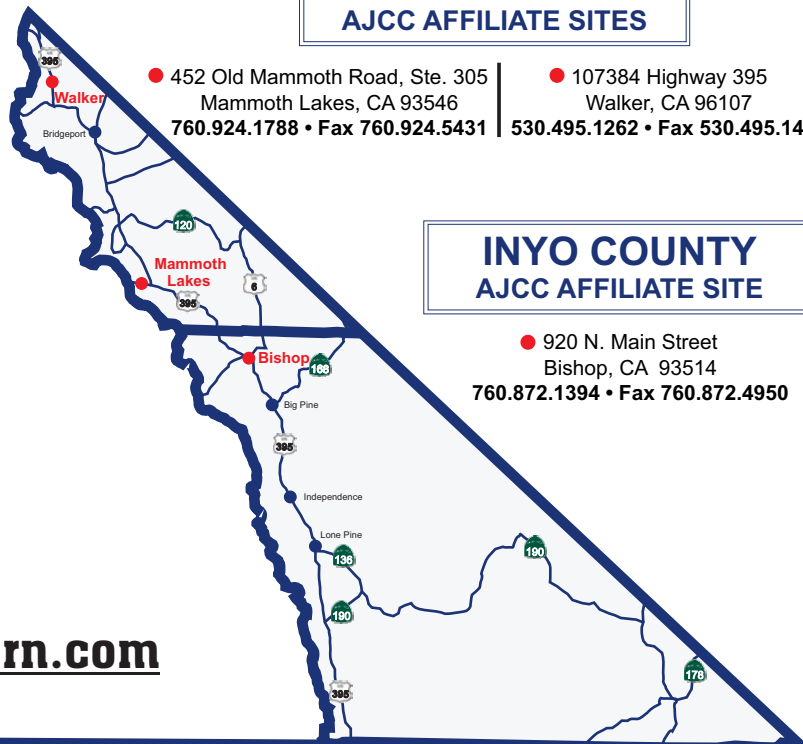 AJCC AFFILIATE SITES
452 Old Mammoth Road, Ste. 305
Mammoth Lakes, CA 93546
760.924.1788 • Fax 760.924.5431
107384 Highway 395
Walker, CA 96107
530.495.1262 • Fax 530.495.14
INYO COUNTY
AJCC AFFILIATE SITE
920 N. Main Street
Bishop, CA 93514
760.872.1394 • Fax 760.872.4950
395
Walker
Bridgeport
120
Mammoth
Lakes
6
395
Bishop
168
Big Pine
395
Independence
Lone Pine
136
190
190
178
395
rn.com